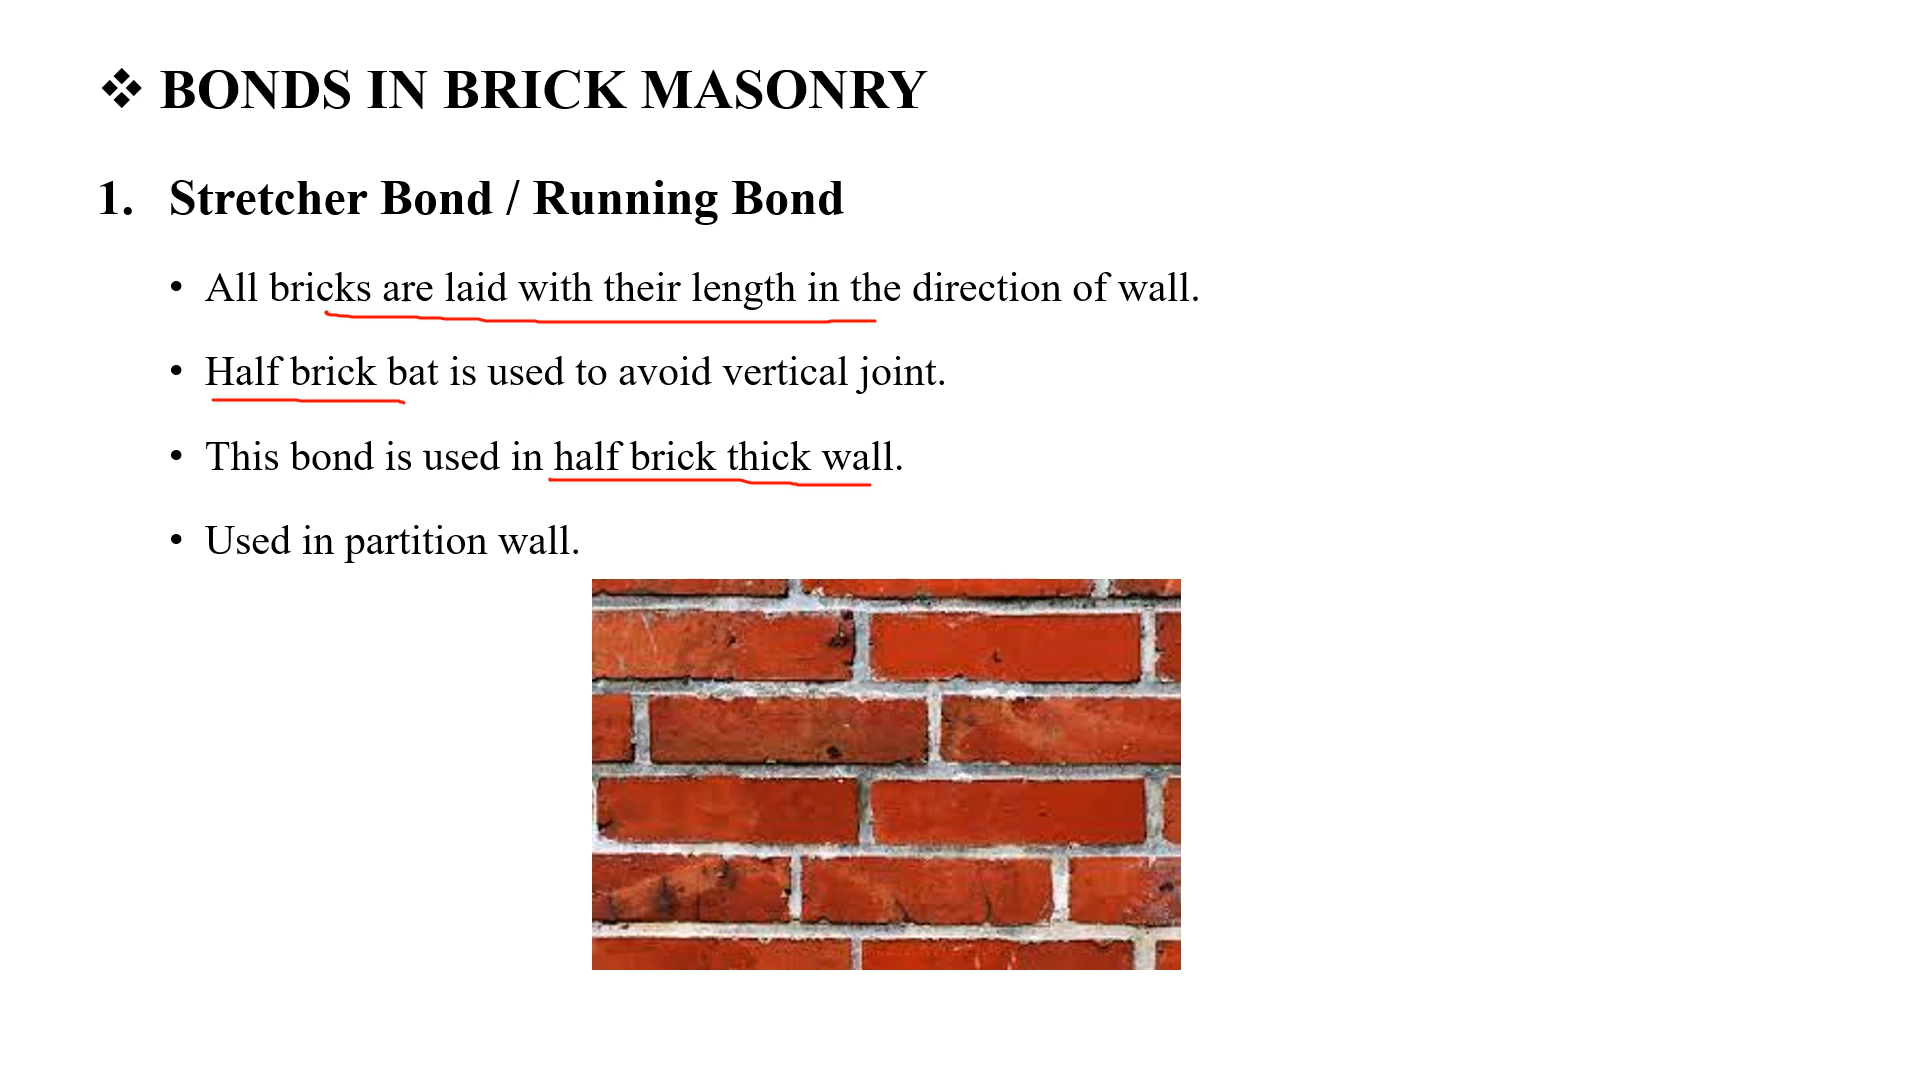 ❖ BONDS IN BRICK MASONRY
1. Stretcher Bond / Running Bond
• All bricks are laid with their length in the direction of wall.
• Half brick bat is used to avoid vertical joint.
• This bond is used in half brick thick wall.
• Used in partition wall.